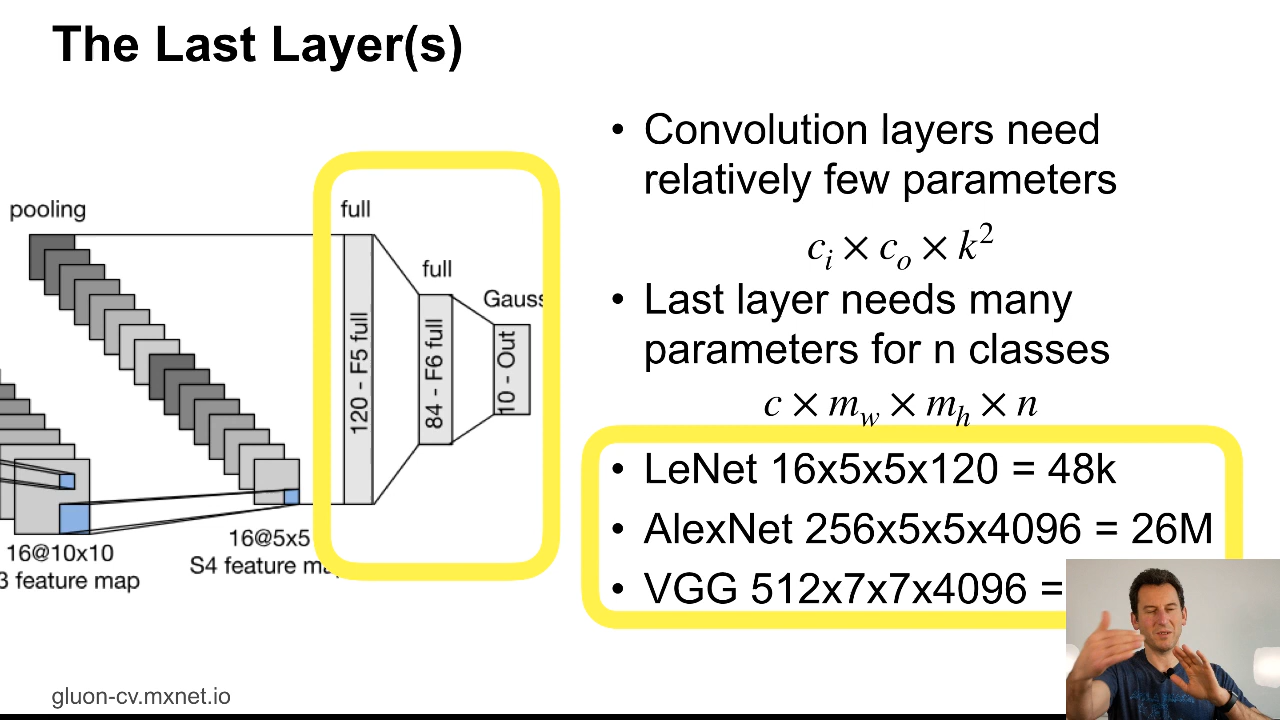 The Last Layer(s)
• Convolution layers need
relatively few parameters
c_i × c_o × k²
• Last layer needs many
parameters for n classes
c × m_w × m_h × n
• LeNet 16x5x5x120 = 48k
• AlexNet 256x5x5x4096 = 26M
• VGG 512x7x7x4096 =
pooling
full
full
Gauss
120 - F5 full
84 - F6 full
10 - Out
16@10x10
3 feature map
16@5x5
S4 feature
gluon-cv.mxnet.io